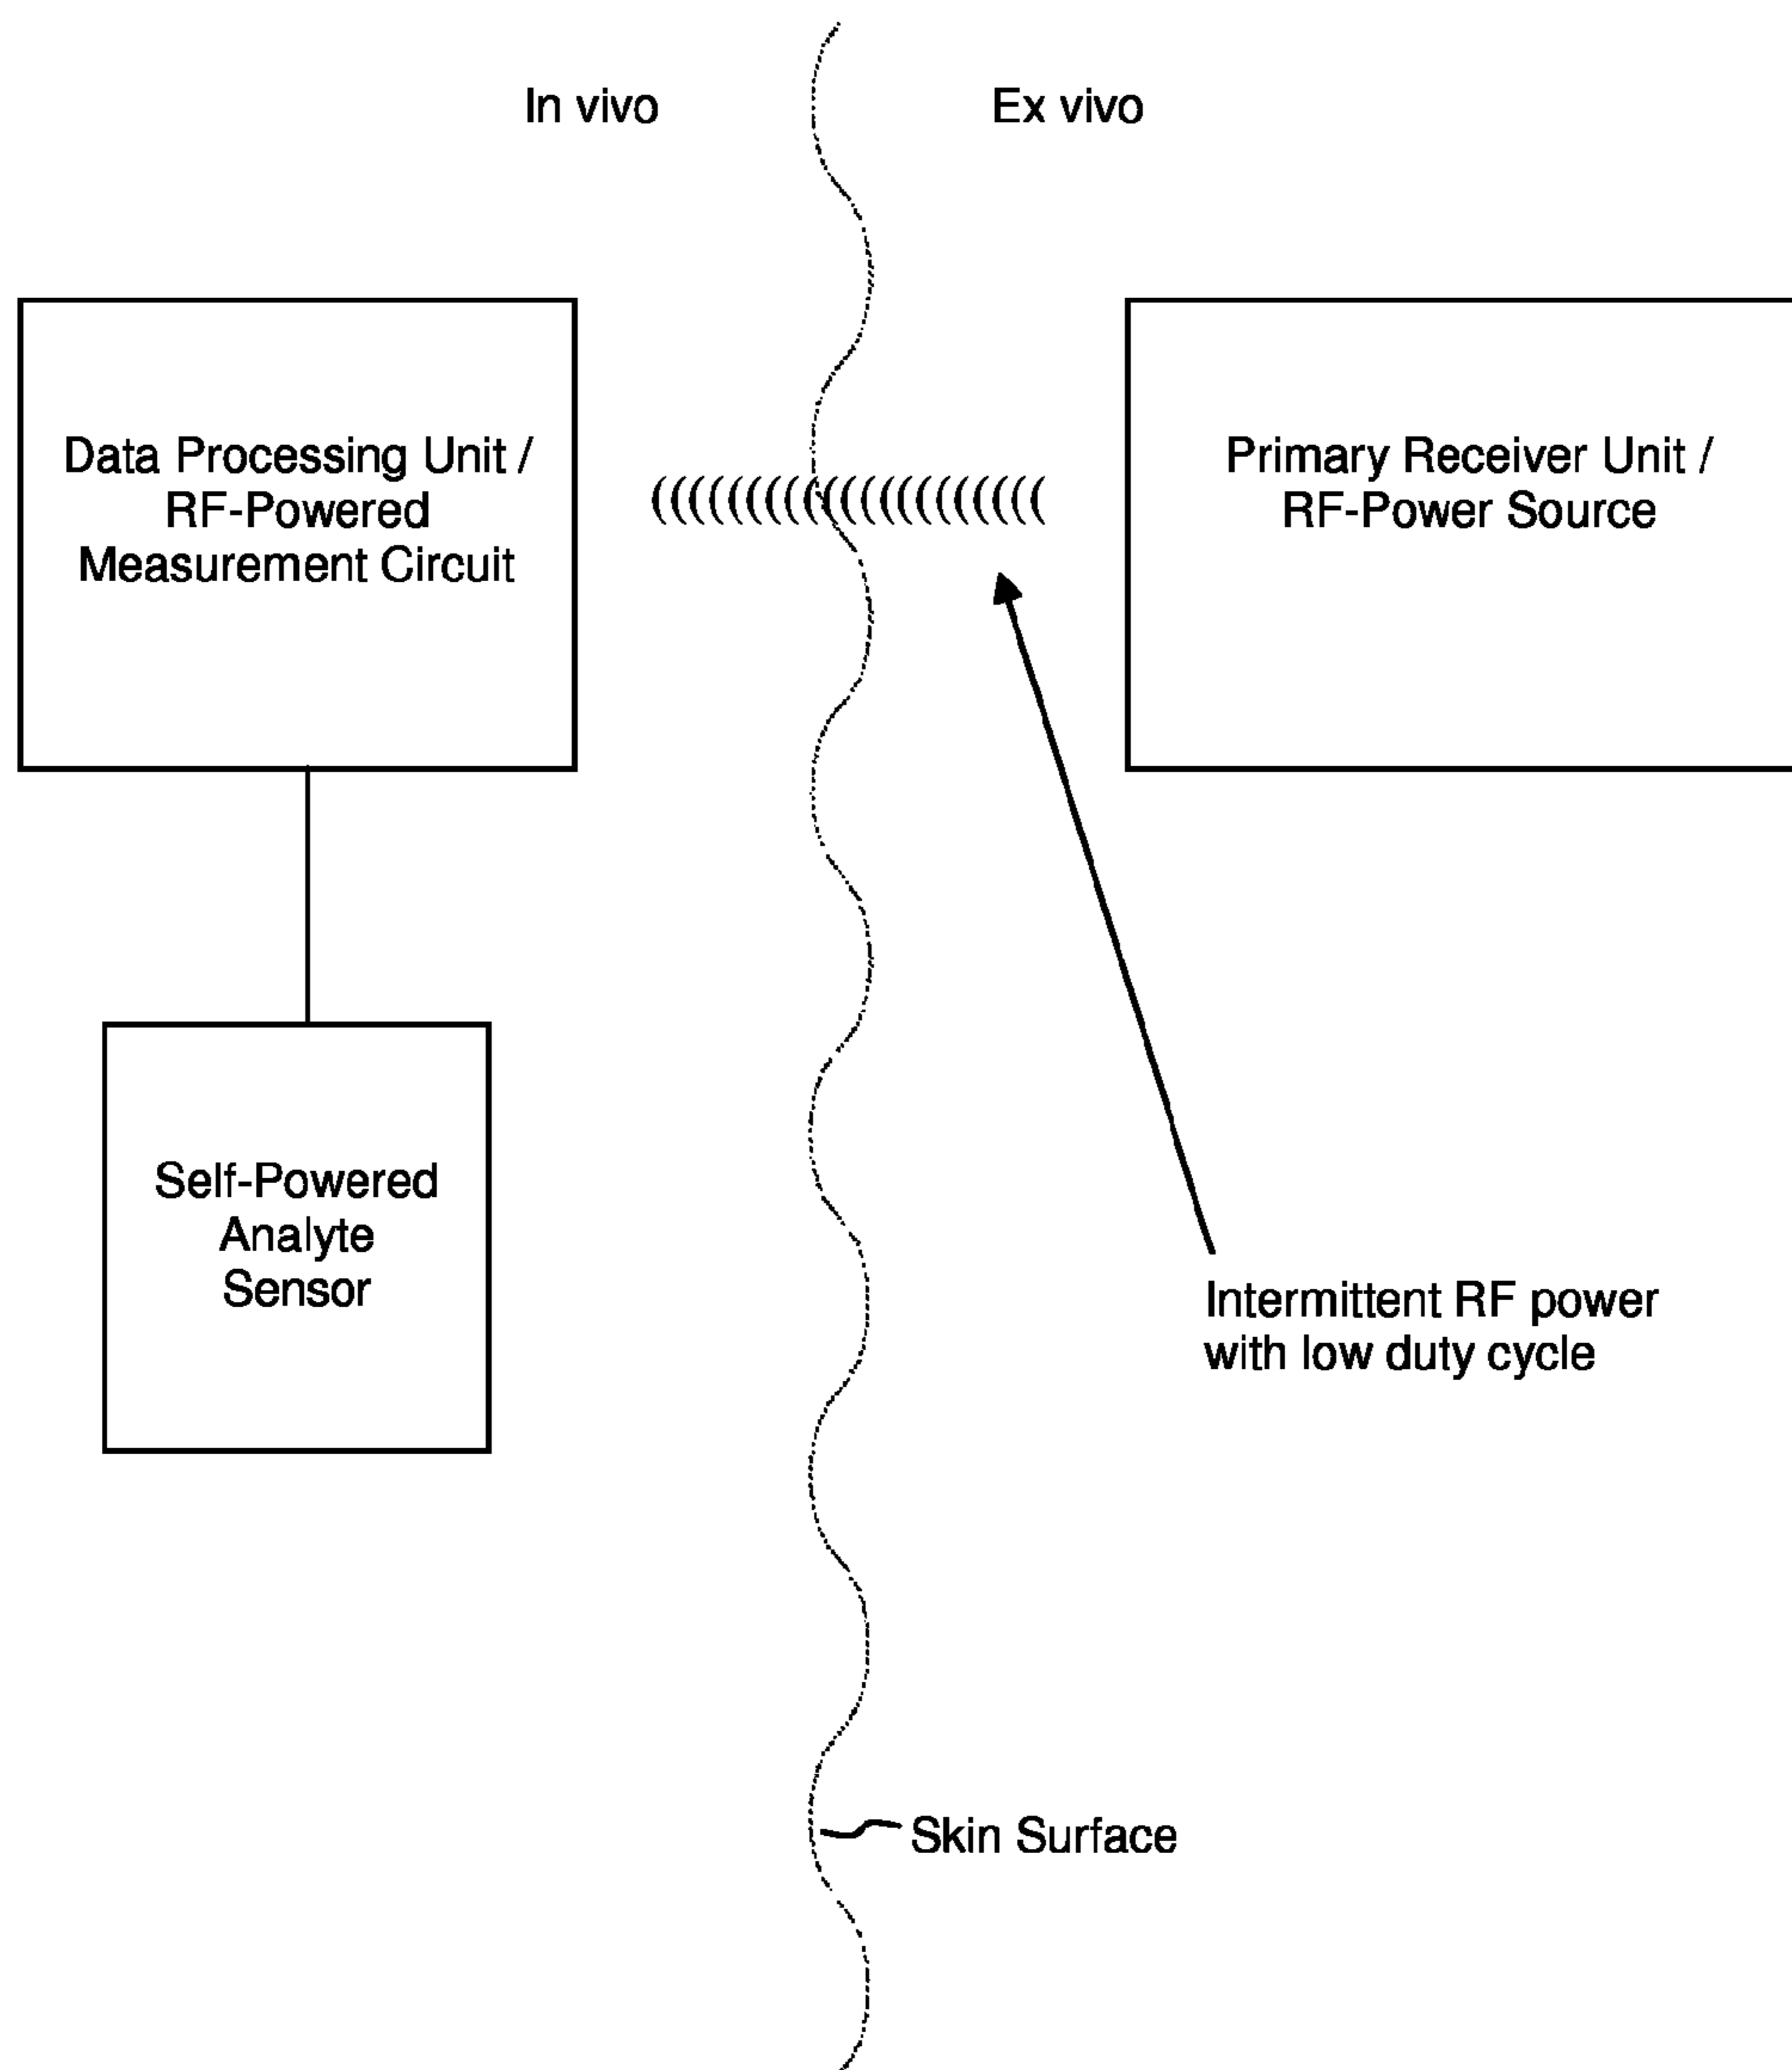 In vivo
Ex vivo
Data Processing Unit /
RF-Powered
Measurement Circuit
Primary Receiver Unit /
RF-Power Source
((((((((((((((((((((
Self-Powered
Analyte
Sensor
Intermittent RF power
with low duty cycle
Skin Surface